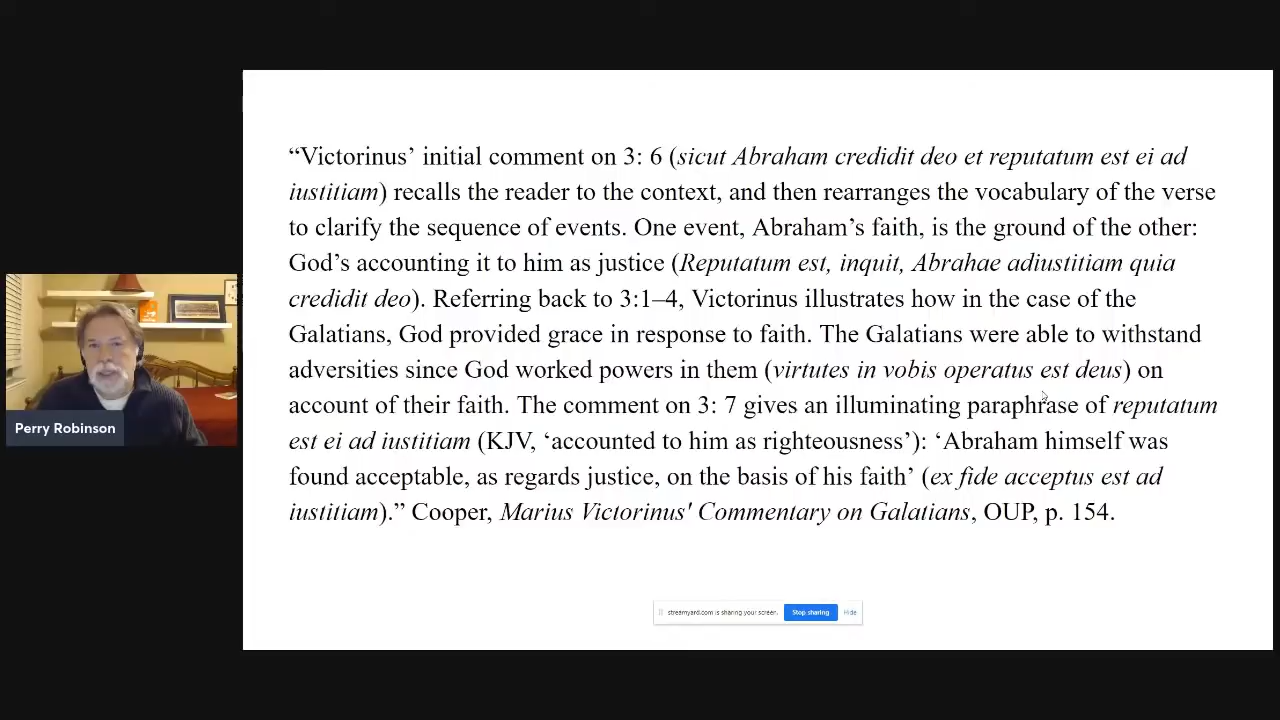 “Victorinus’ initial comment on 3: 6 (sicut Abraham credidit deo et reputatum est ei ad
iustitiam) recalls the reader to the context, and then rearranges the vocabulary of the verse
to clarify the sequence of events. One event, Abraham’s faith, is the ground of the other:
God’s accounting it to him as justice (Reputatum est, inquit, Abrahae adiustitiam quia
credidit deo). Referring back to 3:1–4, Victorinus illustrates how in the case of the
Galatians, God provided grace in response to faith. The Galatians were able to withstand
adversities since God worked powers in them (virtutes in vobis operatus est deus) on
account of their faith. The comment on 3: 7 gives an illuminating paraphrase of reputatum
est ei ad iustitiam (KJV, ‘accounted to him as righteousness’): ‘Abraham himself was
found acceptable, as regards justice, on the basis of his faith’ (ex fide acceptus est ad
iustitiam).” Cooper, Marius Victorinus' Commentary on Galatians, OUP, p. 154.
Perry Robinson
streamyard.com is sharing your screen. Stop sharing Hide